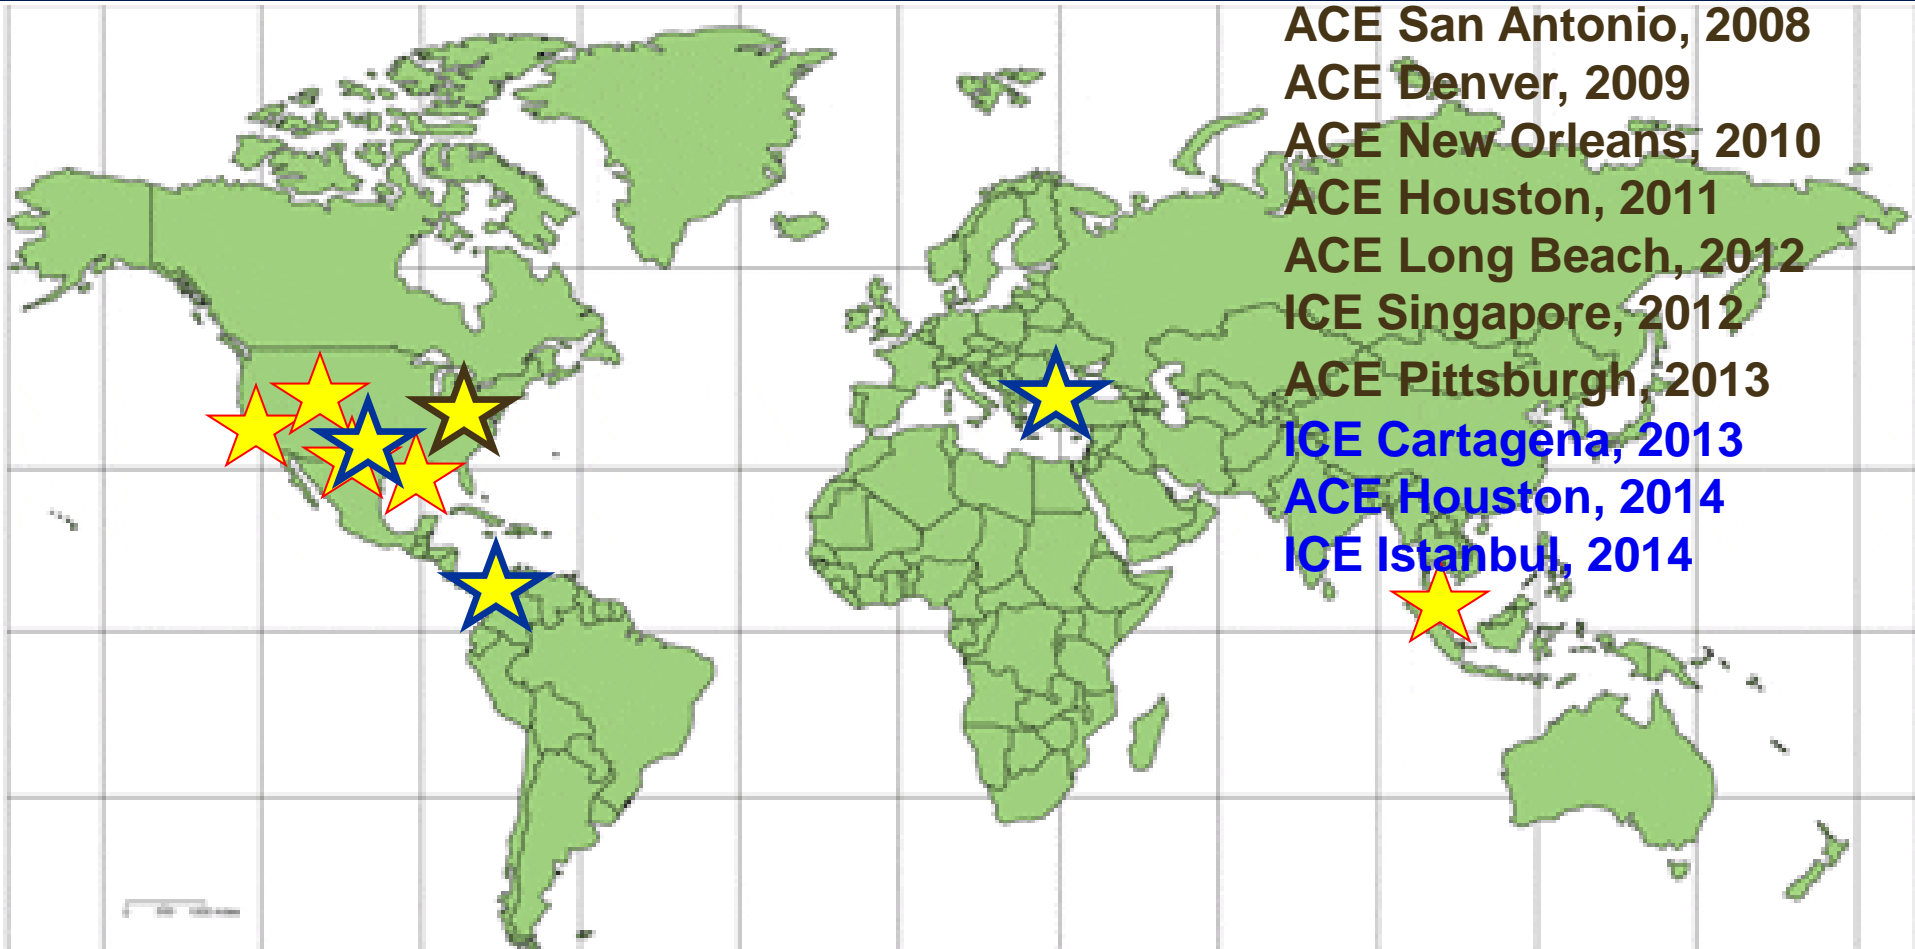 ACE San Antonio, 2008
ACE Denver, 2009
ACE New Orleans, 2010
ACE Houston, 2011
ACE Long Beach, 2012
ICE Singapore, 2012
ACE Pittsburgh, 2013
ICE Cartagena, 2013
ACE Houston, 2014
ICE Istanbul, 2014